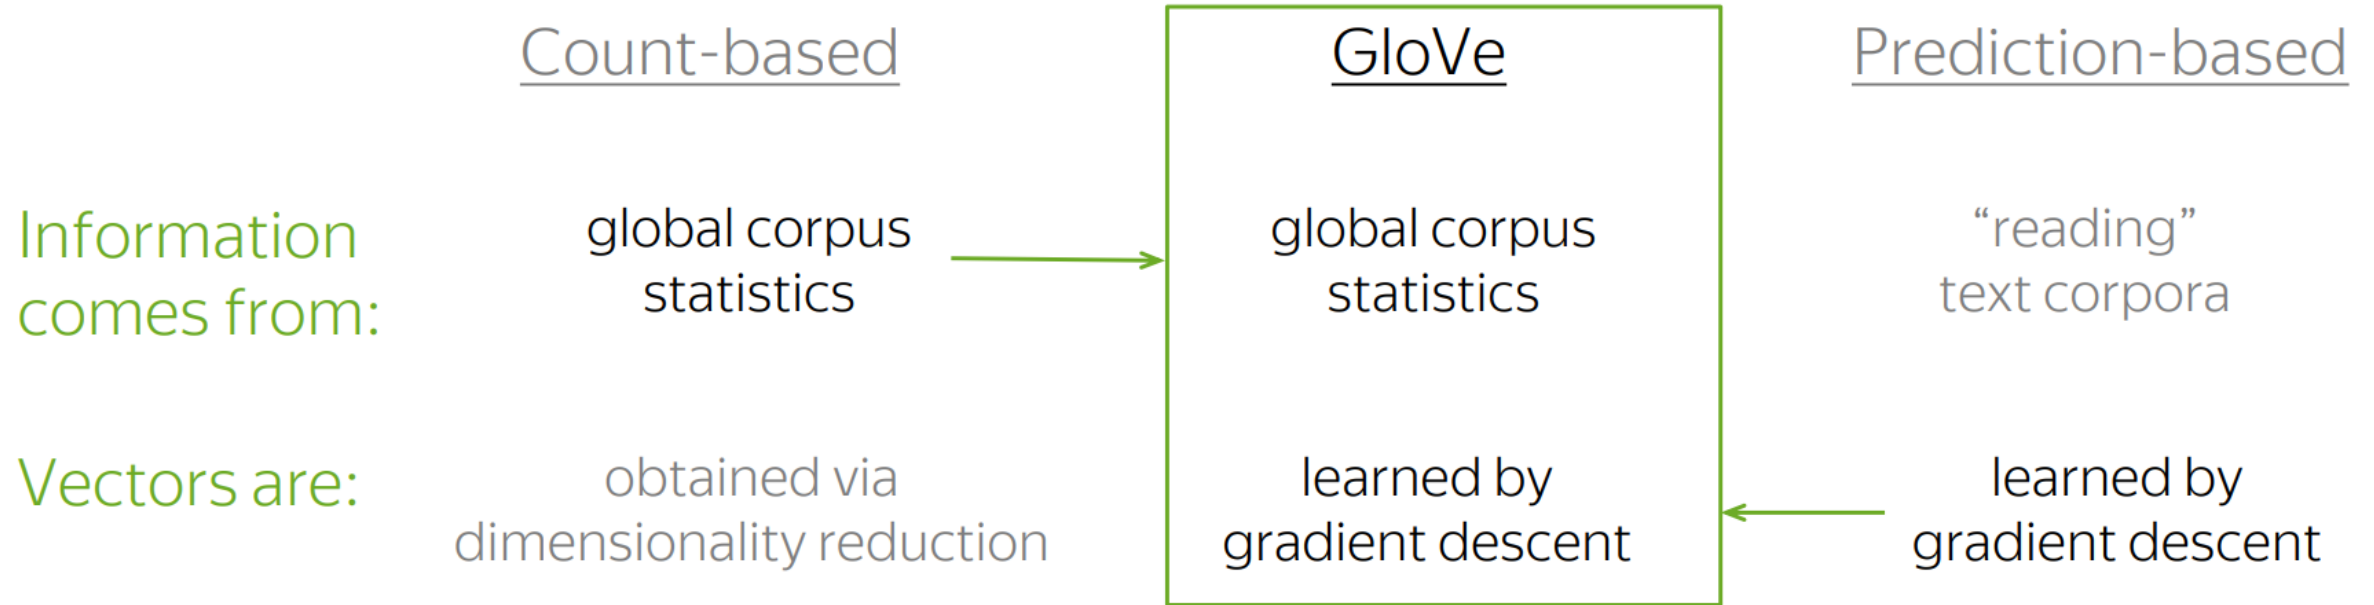 Count-based
GloVe
Prediction-based
Information
comes from:
global corpus
statistics
global corpus
statistics
“reading”
text corpora
Vectors are:
obtained via
dimensionality reduction
learned by
gradient descent
learned by
gradient descent